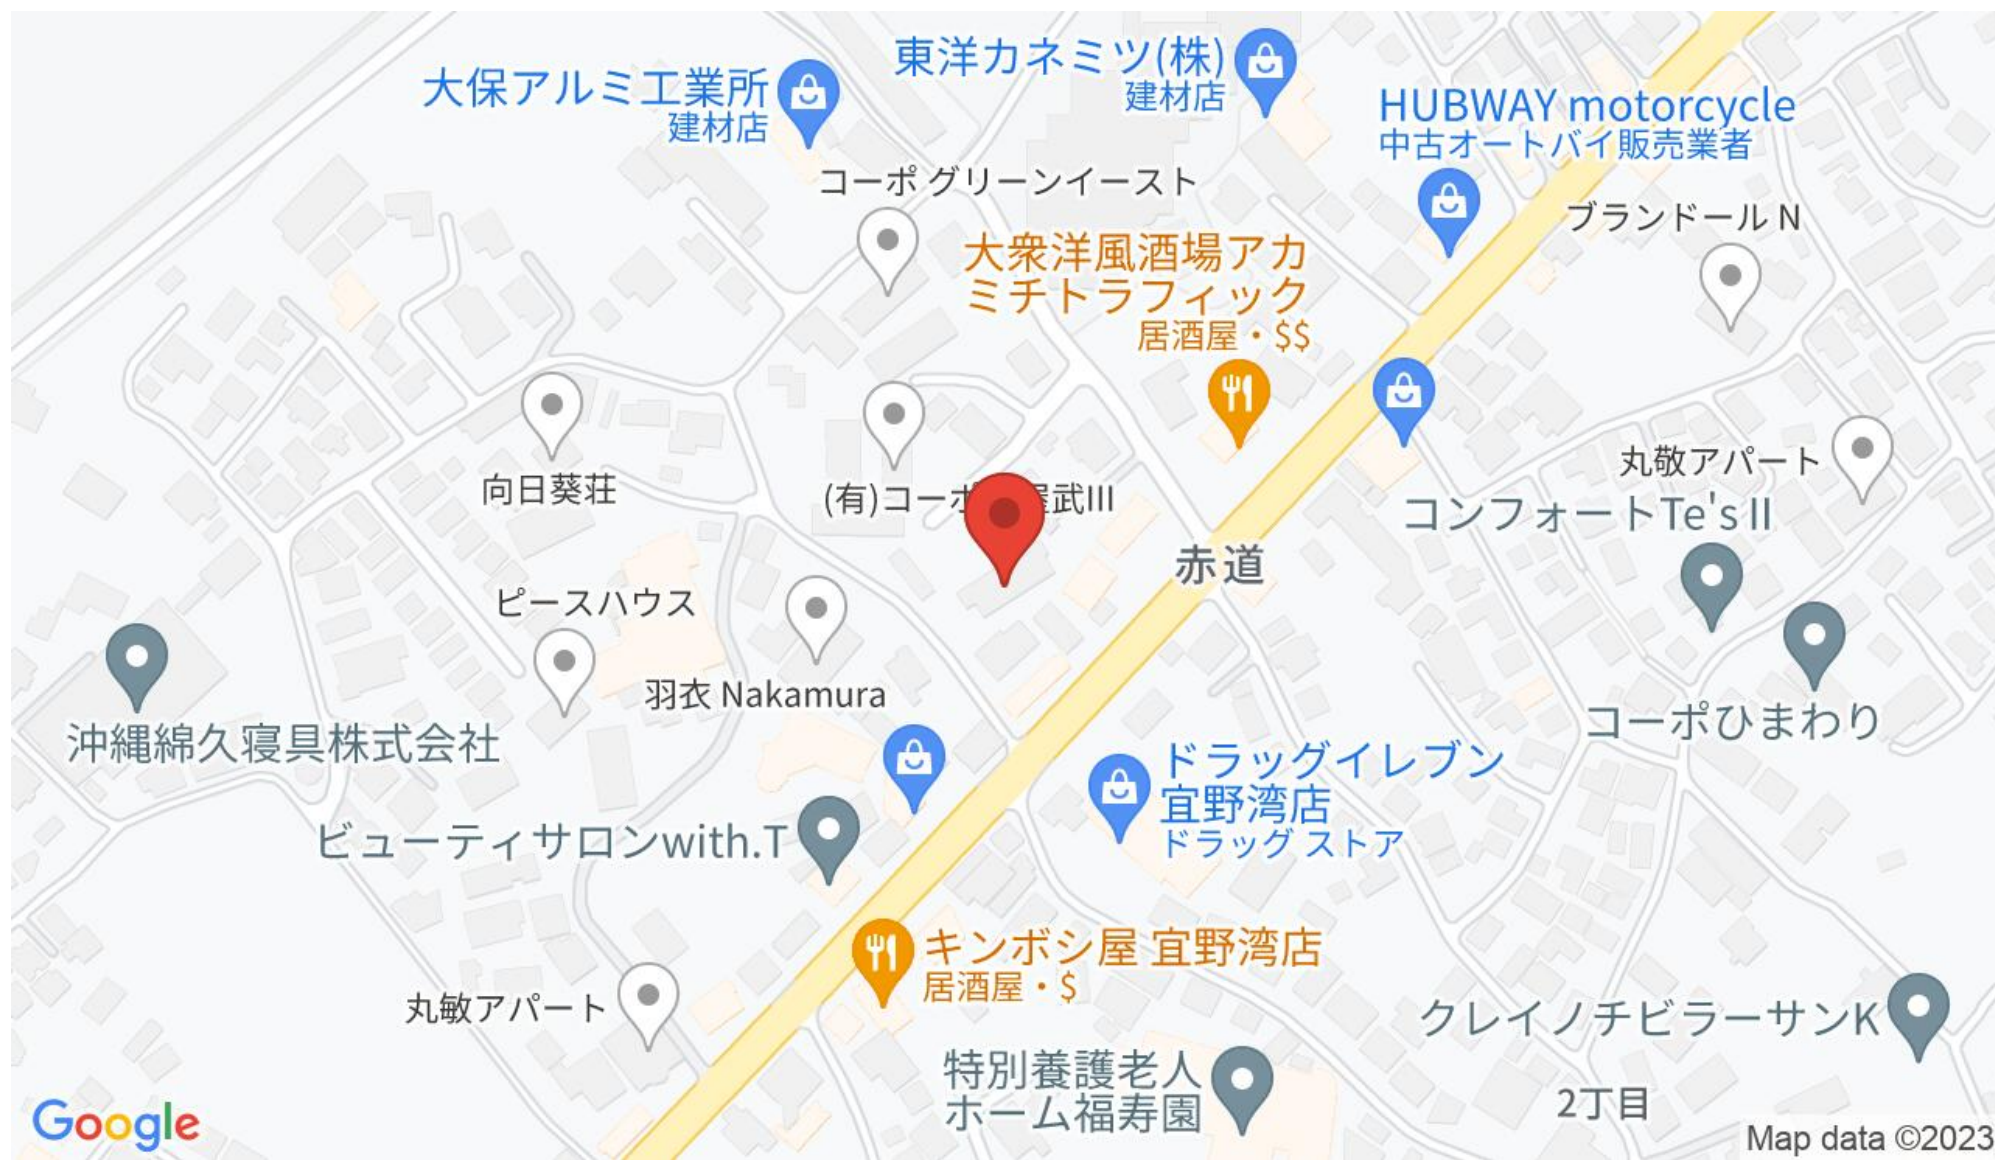 東洋カネミツ(株)
建材店
大保アルミ工業所
建材店
HUBWAY motorcycle
中古オートバイ販売業者
コーポ グリーンイースト
ブランドール N
大衆洋風酒場アカ
ミチトラフィック
居酒屋・$$
丸敬アパート
向日葵荘
(有)コーポ
武III
コンフォートTe's II
赤道
ピースハウス
羽衣 Nakamura
コーポひまわり
沖縄綿久寝具株式会社
ドラッグイレブン
宜野湾店
ドラッグ ストア
ビューティサロンwith.T
キンボシ屋 宜野湾店
居酒屋・$
丸敏アパート
クレイノチビラーサンK
特別養護老人
ホーム福寿園
2丁目
Google
Map data ©2023